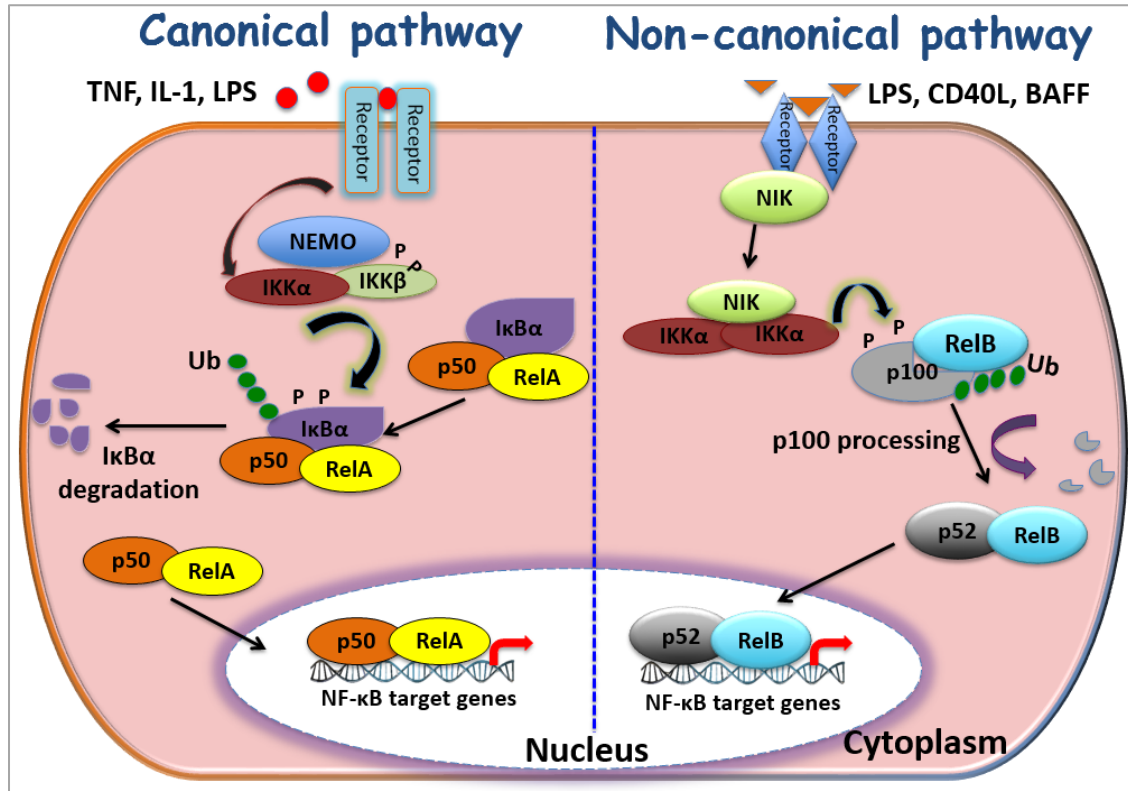 Canonical pathway
TNF, IL-1, LPS
Receptor
Receptor
NEMO
P
P
IKKα
IKKβ
IκBα
p50
RelA
Ub
P P
IκBα
p50
RelA
IκBα
degradation
p50
RelA
p50
RelA
NF-κB target genes
Non-canonical pathway
LPS, CD40L, BAFF
Receptor
Receptor
NIK
NIK
IKKα
IKKα
P
P
RelB
p100
Ub
p100 processing
p52
RelB
p52
RelB
NF-κB target genes
Nucleus
Cytoplasm